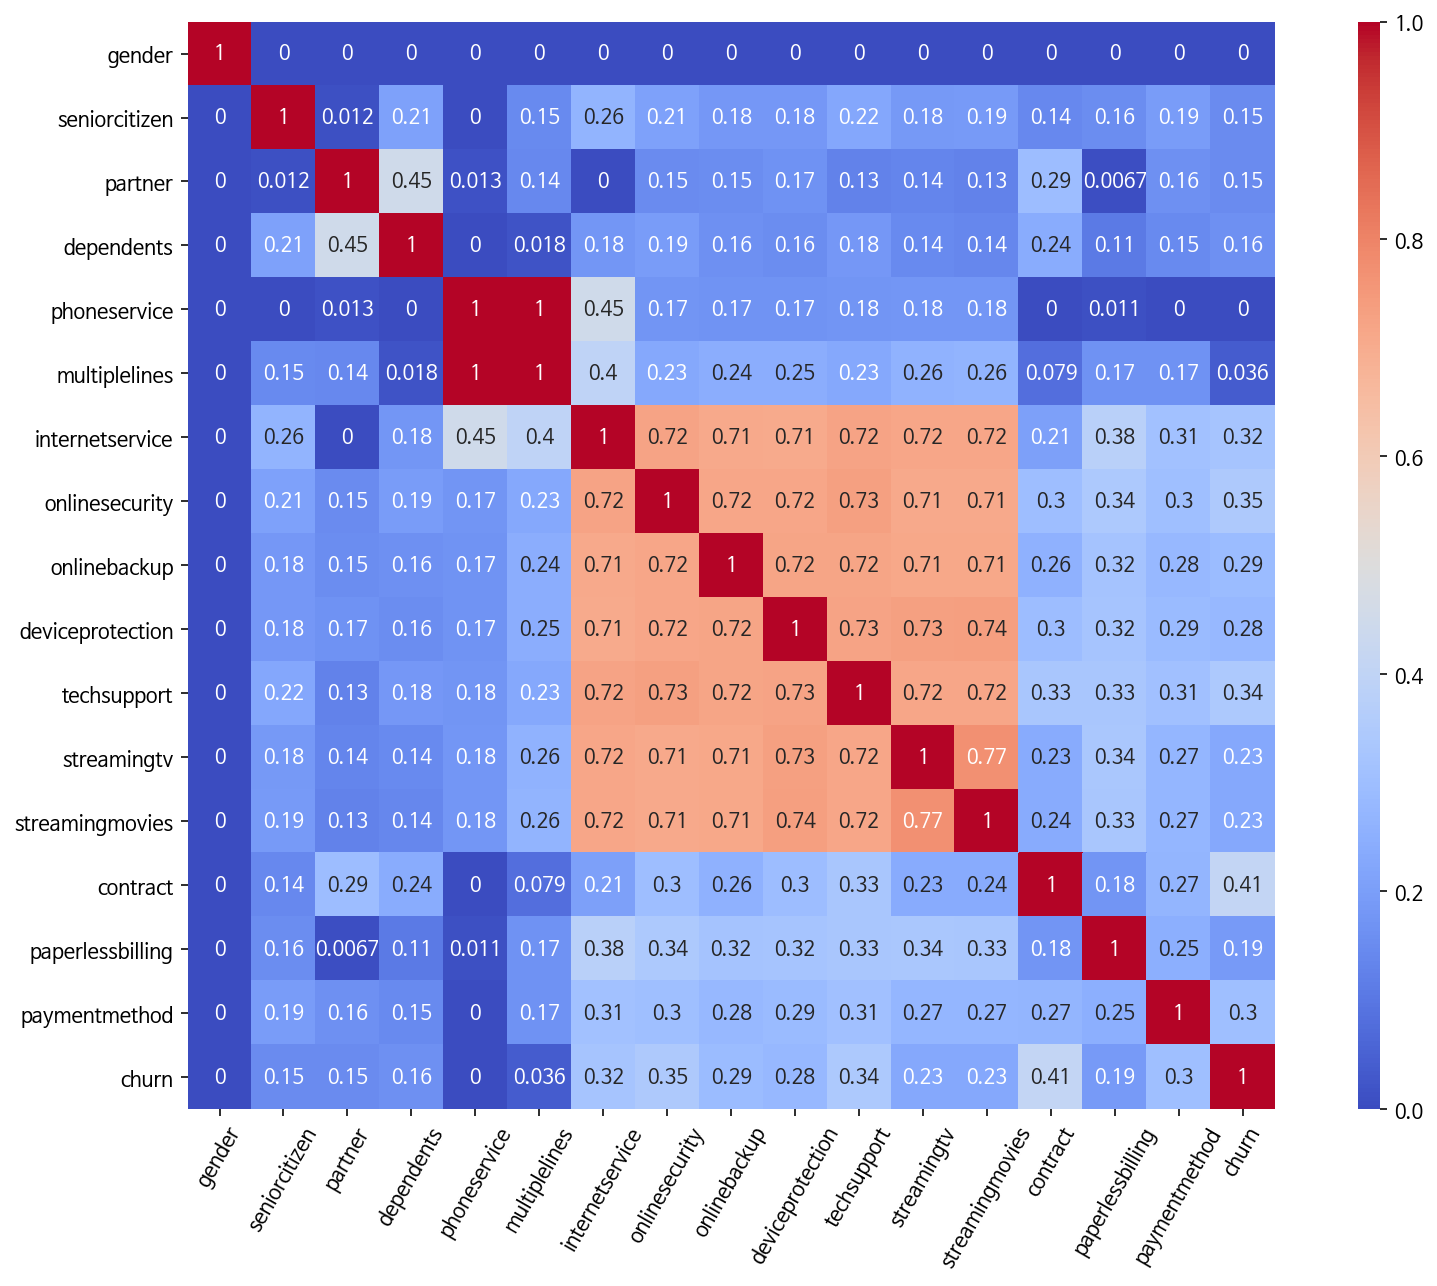 gender 1 0 0 0 0 0 0 0 0 0 0 0 0 0 0 0 0
seniorcitizen 0 1 0.012 0.21 0 0.15 0.26 0.21 0.18 0.18 0.22 0.18 0.19 0.14 0.16 0.19 0.15
partner 0 0.012 1 0.45 0.013 0.14 0 0.15 0.15 0.17 0.13 0.14 0.13 0.29 0.0067 0.16 0.15
dependents 0 0.21 0.45 1 0 0.018 0.18 0.19 0.16 0.16 0.18 0.14 0.14 0.24 0.11 0.15 0.16
phoneservice 0 0 0.013 0 1 1 0.45 0.17 0.17 0.17 0.18 0.18 0.18 0 0.011 0 0
multiplelines 0 0.15 0.14 0.018 1 1 0.4 0.23 0.24 0.25 0.23 0.26 0.26 0.079 0.17 0.17 0.036
internetservice 0 0.26 0 0.18 0.45 0.4 1 0.72 0.71 0.71 0.72 0.72 0.72 0.21 0.38 0.31 0.32
onlinesecurity 0 0.21 0.15 0.19 0.17 0.23 0.72 1 0.72 0.72 0.73 0.71 0.71 0.3 0.34 0.3 0.35
onlinebackup 0 0.18 0.15 0.16 0.17 0.24 0.71 0.72 1 0.72 0.72 0.71 0.71 0.26 0.32 0.28 0.29
deviceprotection 0 0.18 0.17 0.16 0.17 0.25 0.71 0.72 0.72 1 0.73 0.73 0.74 0.3 0.32 0.29 0.28
techsupport 0 0.22 0.13 0.18 0.18 0.23 0.72 0.73 0.72 0.73 1 0.72 0.72 0.33 0.33 0.31 0.34
streamingtv 0 0.18 0.14 0.14 0.18 0.26 0.72 0.71 0.71 0.73 0.72 1 0.77 0.23 0.34 0.27 0.23
streamingmovies 0 0.19 0.13 0.14 0.18 0.26 0.72 0.71 0.71 0.74 0.72 0.77 1 0.24 0.33 0.27 0.23
contract 0 0.14 0.29 0.24 0 0.079 0.21 0.3 0.26 0.3 0.33 0.23 0.24 1 0.18 0.27 0.41
paperlessbilling 0 0.16 0.0067 0.11 0.011 0.17 0.38 0.34 0.32 0.32 0.33 0.34 0.33 0.18 1 0.25 0.19
paymentmethod 0 0.19 0.16 0.15 0 0.17 0.31 0.3 0.28 0.29 0.31 0.27 0.27 0.27 0.25 1 0.3
churn 0 0.15 0.15 0.16 0 0.036 0.32 0.35 0.29 0.28 0.34 0.23 0.23 0.41 0.19 0.3 1
gender seniorcitizen partner dependents phoneservice multiplelines internetservice onlinesecurity onlinebackup deviceprotection techsupport streamingtv streamingmovies contract paperlessbilling paymentmethod churn
1.0
0.8
0.6
0.4
0.2
0.0